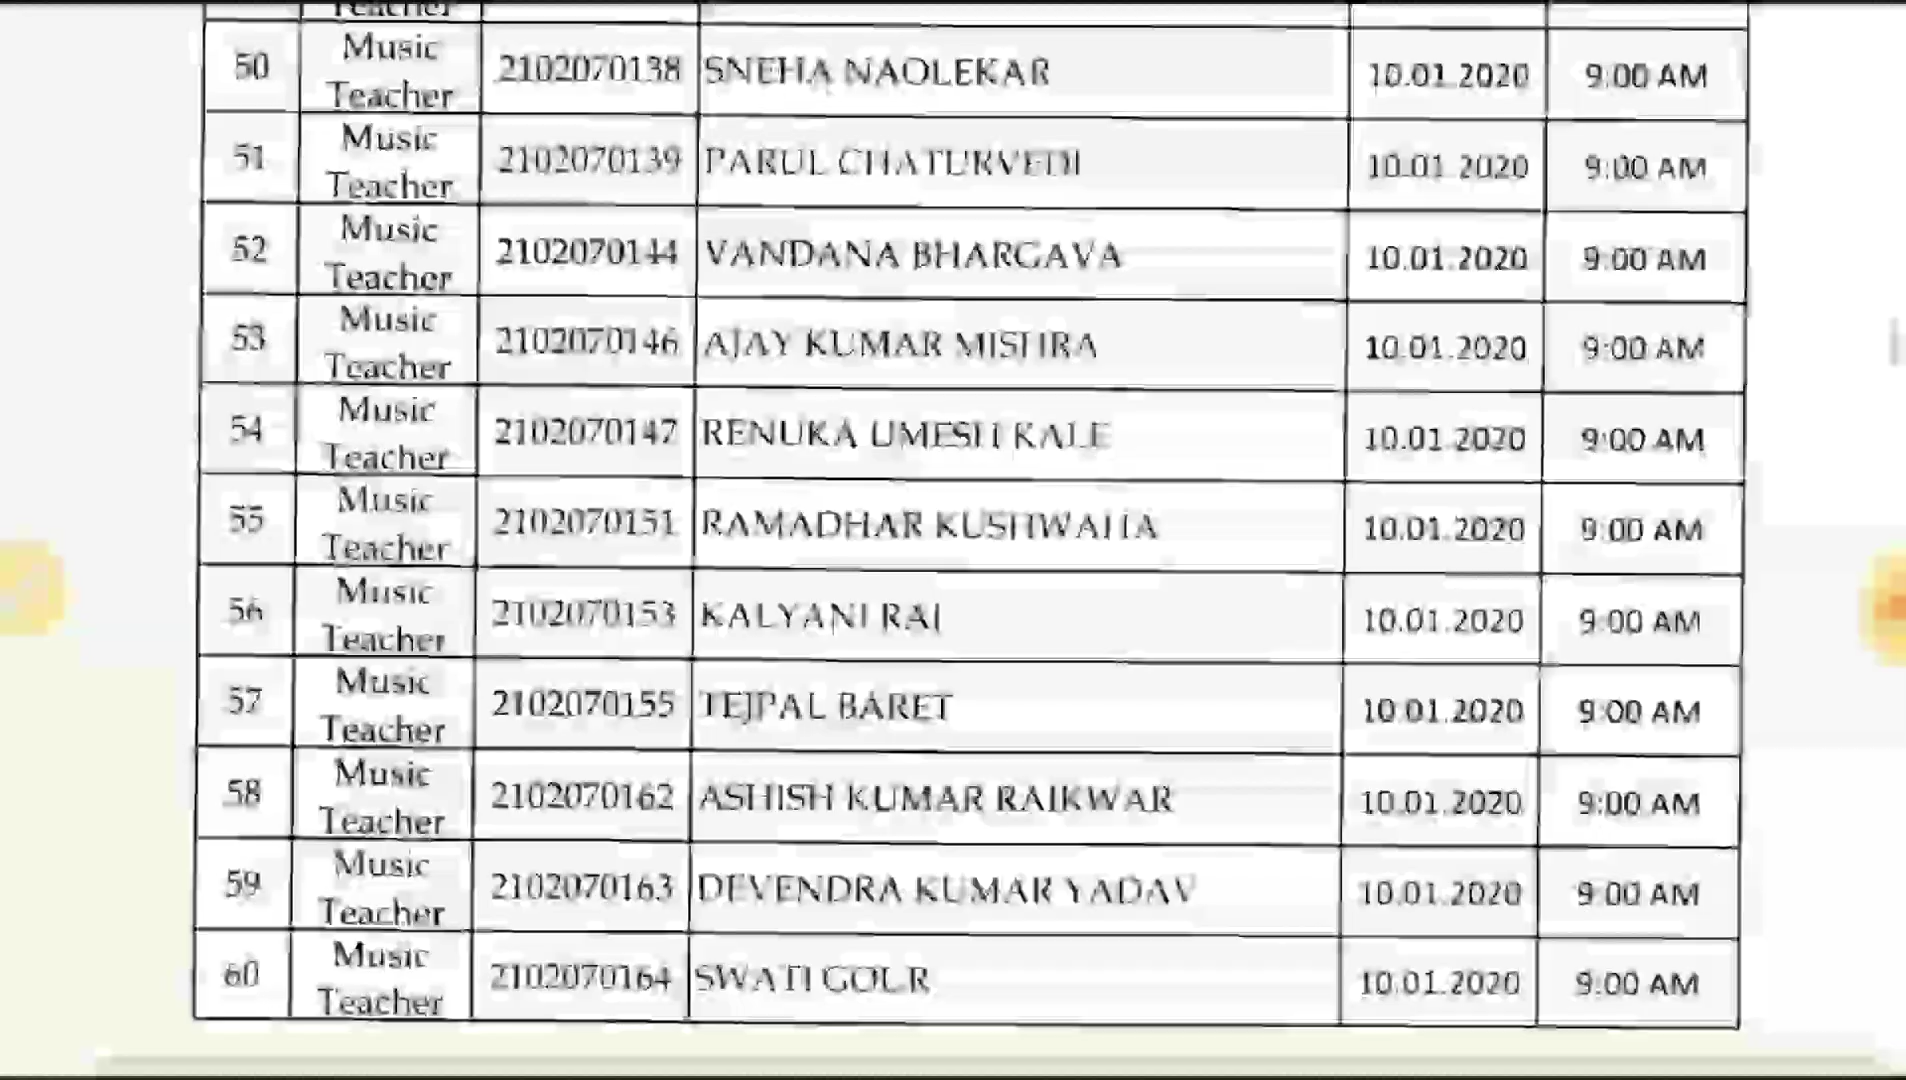 Teacher
50 Music Teacher 2102070138 SNEHA NAOLEKAR 10.01.2020 9:00 AM
51 Music Teacher 2102070139 PARUL CHATURVEDI 10.01.2020 9:00 AM
52 Music Teacher 2102070144 VANDANA BHARGAVA 10.01.2020 9:00 AM
53 Music Teacher 2102070146 AJAY KUMAR MISHRA 10.01.2020 9:00 AM
54 Music Teacher 2102070147 RENUKA UMESH KALE 10.01.2020 9:00 AM
55 Music Teacher 2102070151 RAMADHAR KUSHWAHA 10.01.2020 9:00 AM
56 Music Teacher 2102070153 KALYANI RAI 10.01.2020 9:00 AM
57 Music Teacher 2102070155 TEJPAL BARET 10.01.2020 9:00 AM
58 Music Teacher 2102070162 ASHISH KUMAR RAIKWAR 10.01.2020 9:00 AM
59 Music Teacher 2102070163 DEVENDRA KUMAR YADAV 10.01.2020 9:00 AM
60 Music Teacher 2102070164 SWATI 10.01.2020 9:00 AM